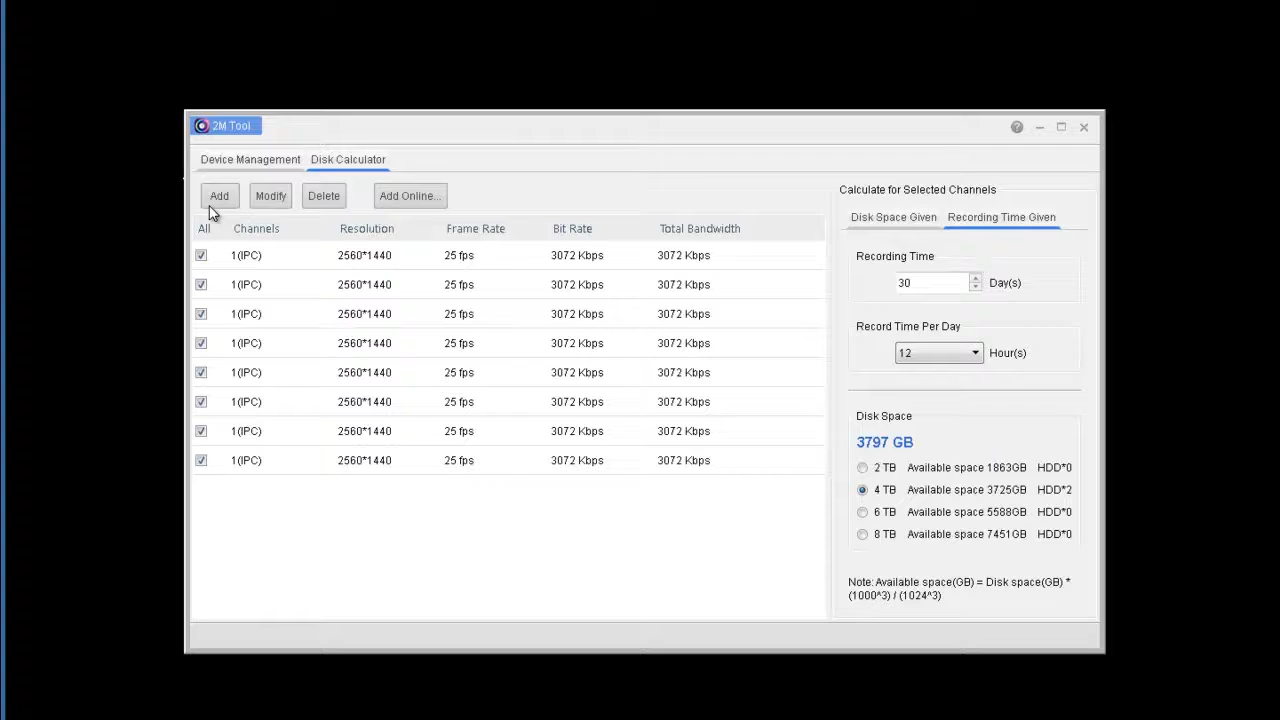 2M Tool
Device Management Disk Calculator
Add Modify Delete Add Online...
All Channels Resolution Frame Rate Bit Rate Total Bandwidth
1(IPC) 2560*1440 25 fps 3072 Kbps 3072 Kbps
1(IPC) 2560*1440 25 fps 3072 Kbps 3072 Kbps
1(IPC) 2560*1440 25 fps 3072 Kbps 3072 Kbps
1(IPC) 2560*1440 25 fps 3072 Kbps 3072 Kbps
1(IPC) 2560*1440 25 fps 3072 Kbps 3072 Kbps
1(IPC) 2560*1440 25 fps 3072 Kbps 3072 Kbps
1(IPC) 2560*1440 25 fps 3072 Kbps 3072 Kbps
1(IPC) 2560*1440 25 fps 3072 Kbps 3072 Kbps
Calculate for Selected Channels
Disk Space Given Recording Time Given
Recording Time
30 Day(s)
Record Time Per Day
12 Hour(s)
Disk Space
3797 GB
2 TB Available space 1863GB HDD*0
4 TB Available space 3725GB HDD*2
6 TB Available space 5588GB HDD*0
8 TB Available space 7451GB HDD*0
Note: Available space(GB) = Disk space(GB) *
(1000^3) / (1024^3)